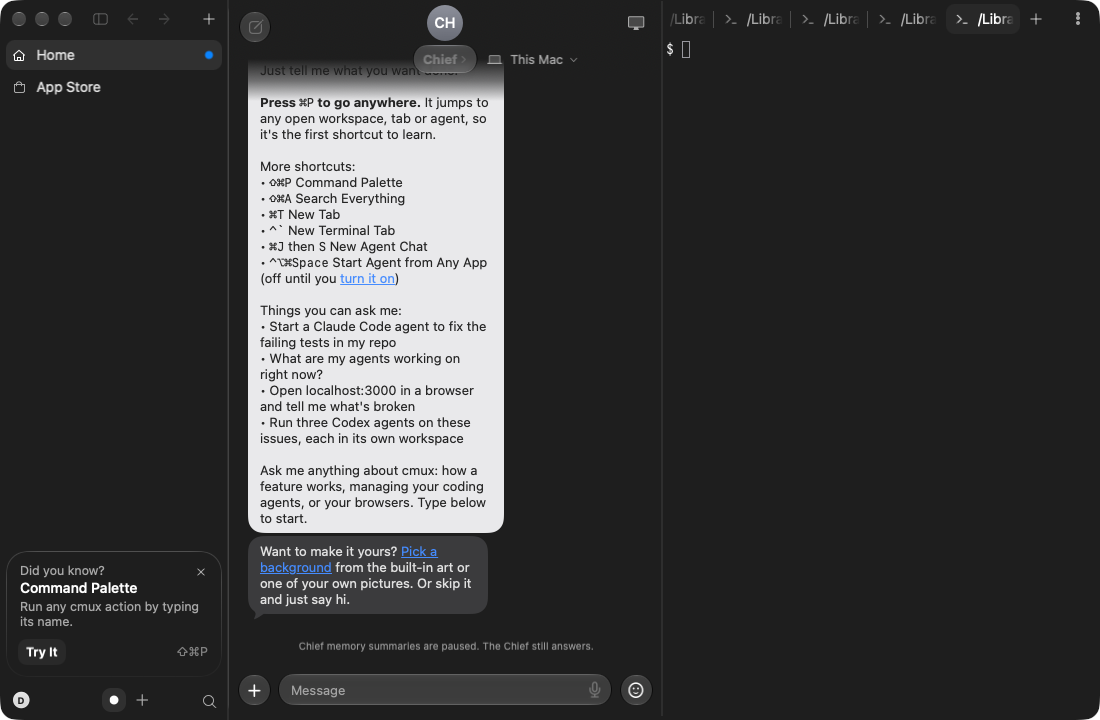 Home
App Store
Did you know?
Command Palette
Run any cmux action by typing
its name.
Try It
⇧⌘P
D
CH
Chief
This Mac
Just tell me what you want done.
Press ⌘P to go anywhere. It jumps to
any open workspace, tab or agent, so
it's the first shortcut to learn.
More shortcuts:
• ⇧⌘P Command Palette
• ⇧⌘A Search Everything
• ⌘T New Tab
• ^` New Terminal Tab
• ⌘J then S New Agent Chat
• ^⌥⌘Space Start Agent from Any App
(off until you turn it on)
Things you can ask me:
• Start a Claude Code agent to fix the
failing tests in my repo
• What are my agents working on
right now?
• Open localhost:3000 in a browser
and tell me what's broken
• Run three Codex agents on these
issues, each in its own workspace
Ask me anything about cmux: how a
feature works, managing your coding
agents, or your browsers. Type below
to start.
Want to make it yours? Pick a
background from the built-in art or
one of your own pictures. Or skip it
and just say hi.
Chief memory summaries are paused. The Chief still answers.
Message
/Libra >_ /Libra >_ /Libra >_ /Libra >_ /Libra
$